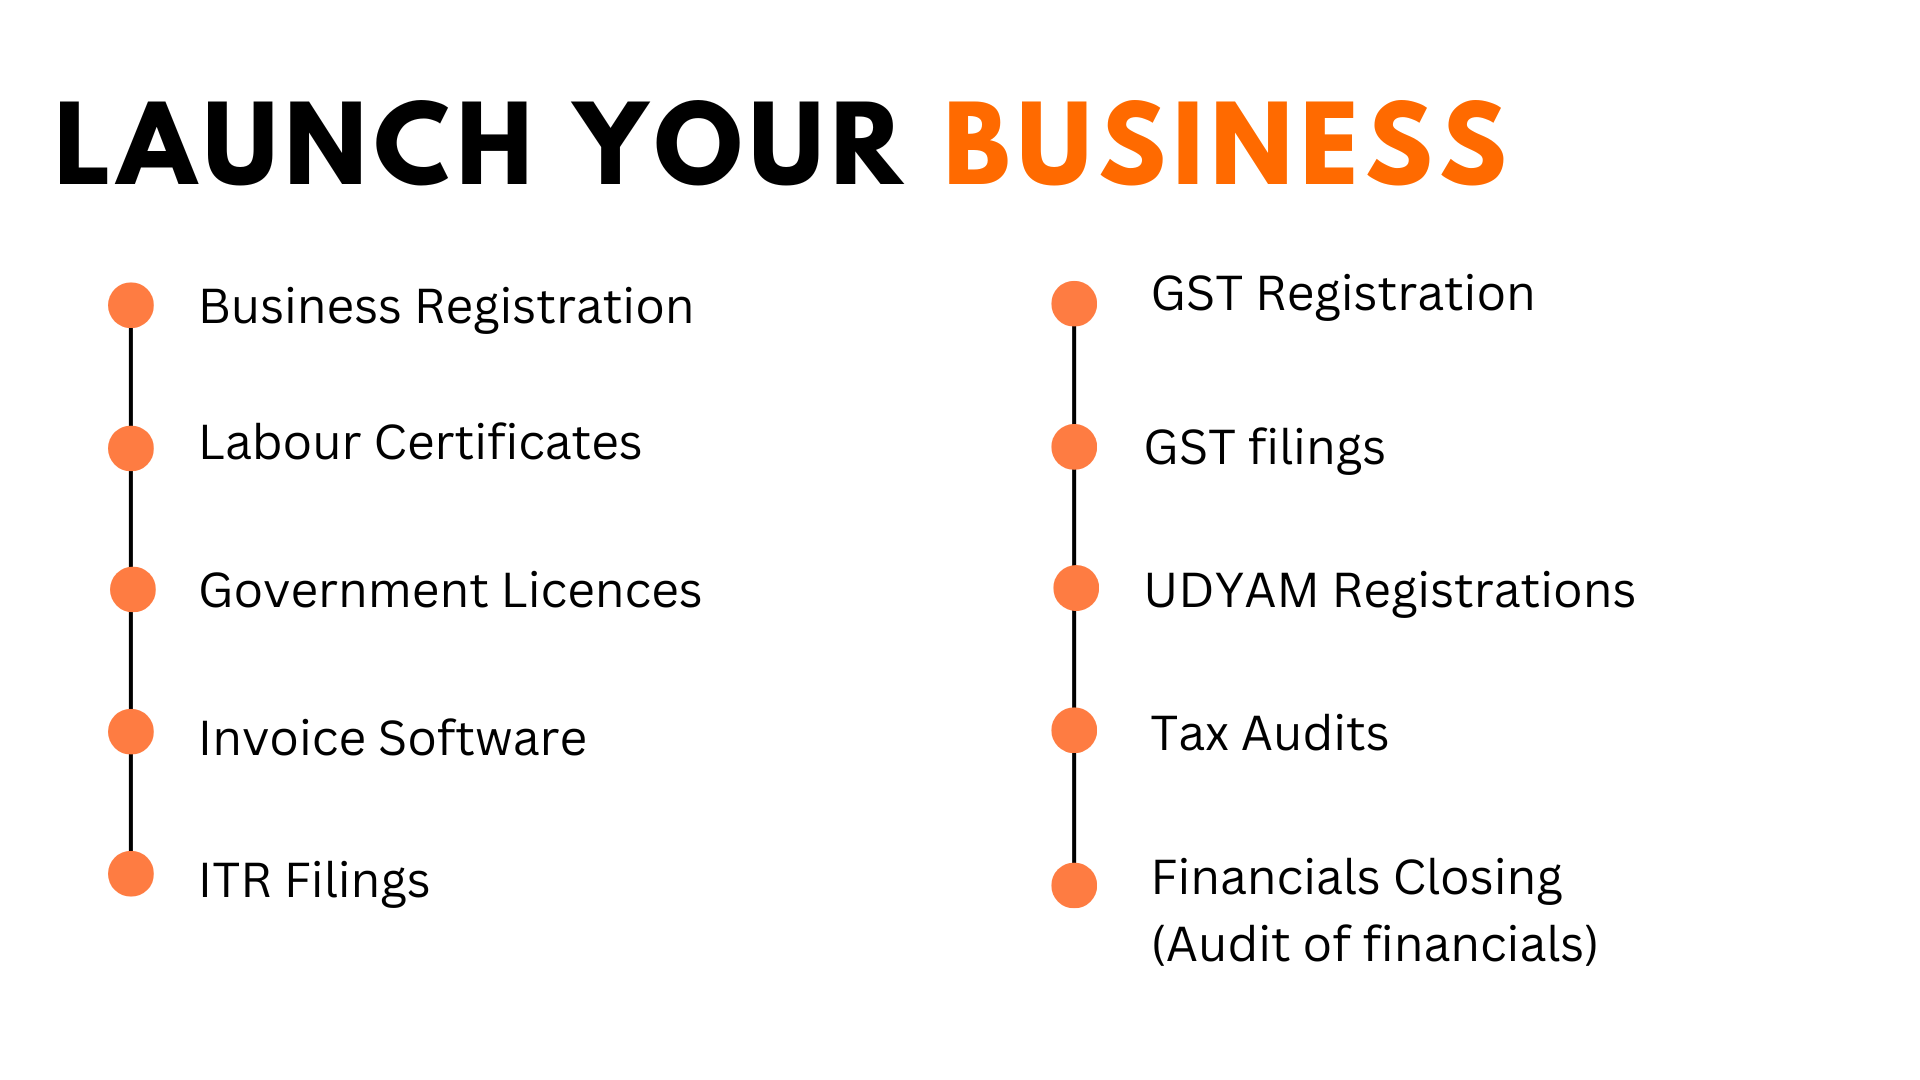 LAUNCH YOUR BUSINESS
Business Registration
Labour Certificates
Government Licences
Invoice Software
ITR Filings
GST Registration
GST filings
UDYAM Registrations
Tax Audits
Financials Closing
(Audit of financials)